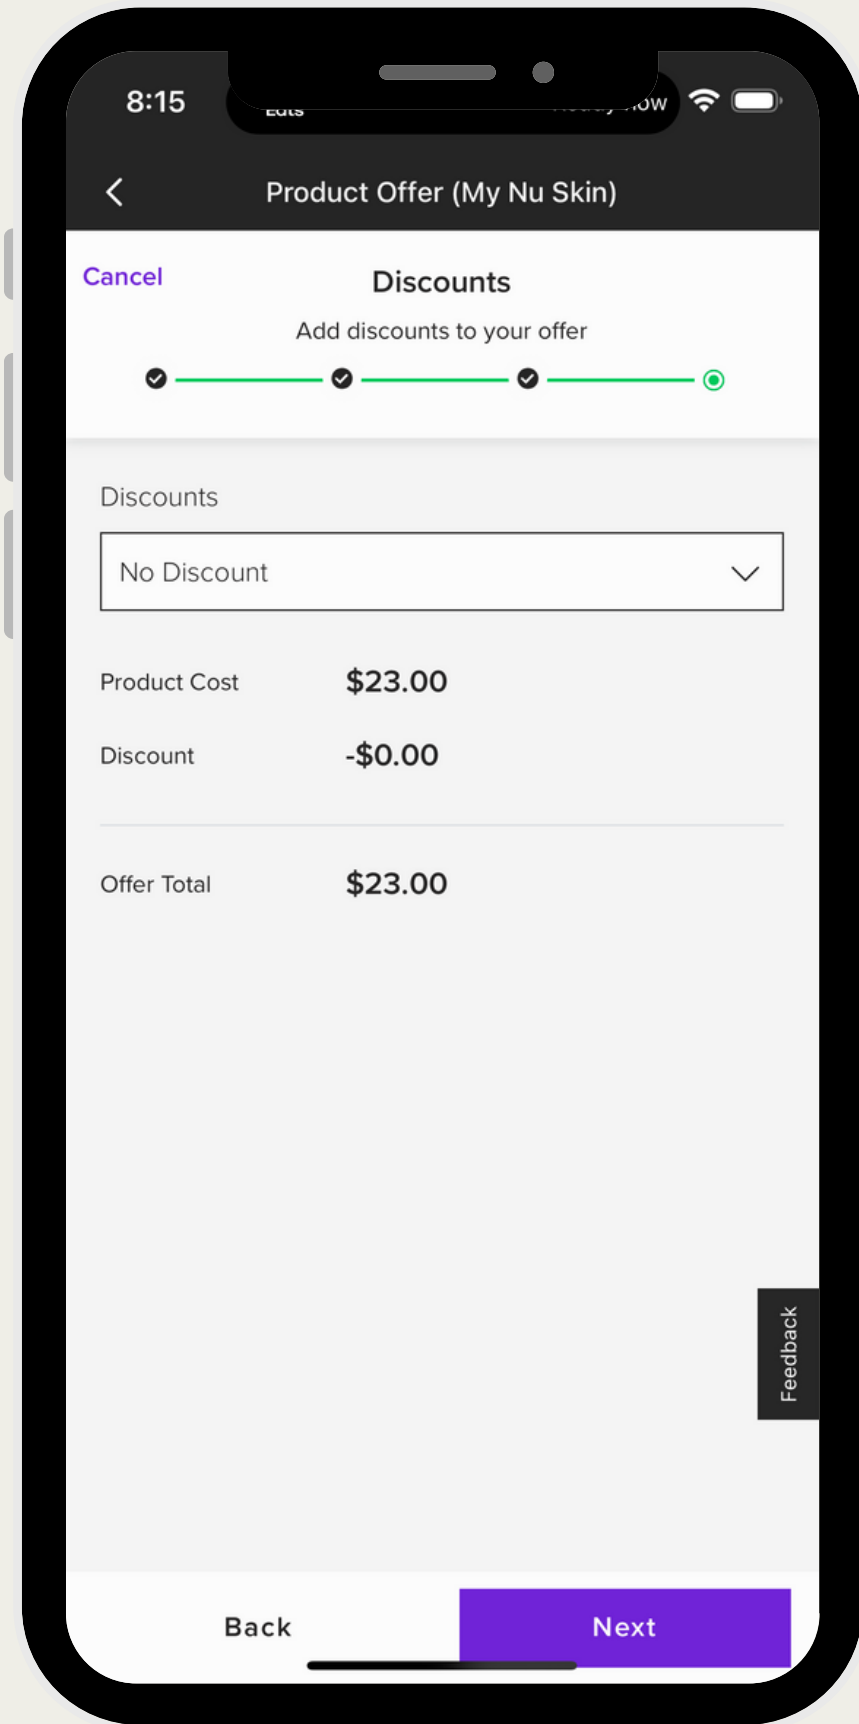 8:15
Product Offer (My Nu Skin)
Cancel
Discounts
Add discounts to your offer
Discounts
No Discount
Product Cost $23.00
Discount -$0.00
Offer Total $23.00
Feedback
Back Next